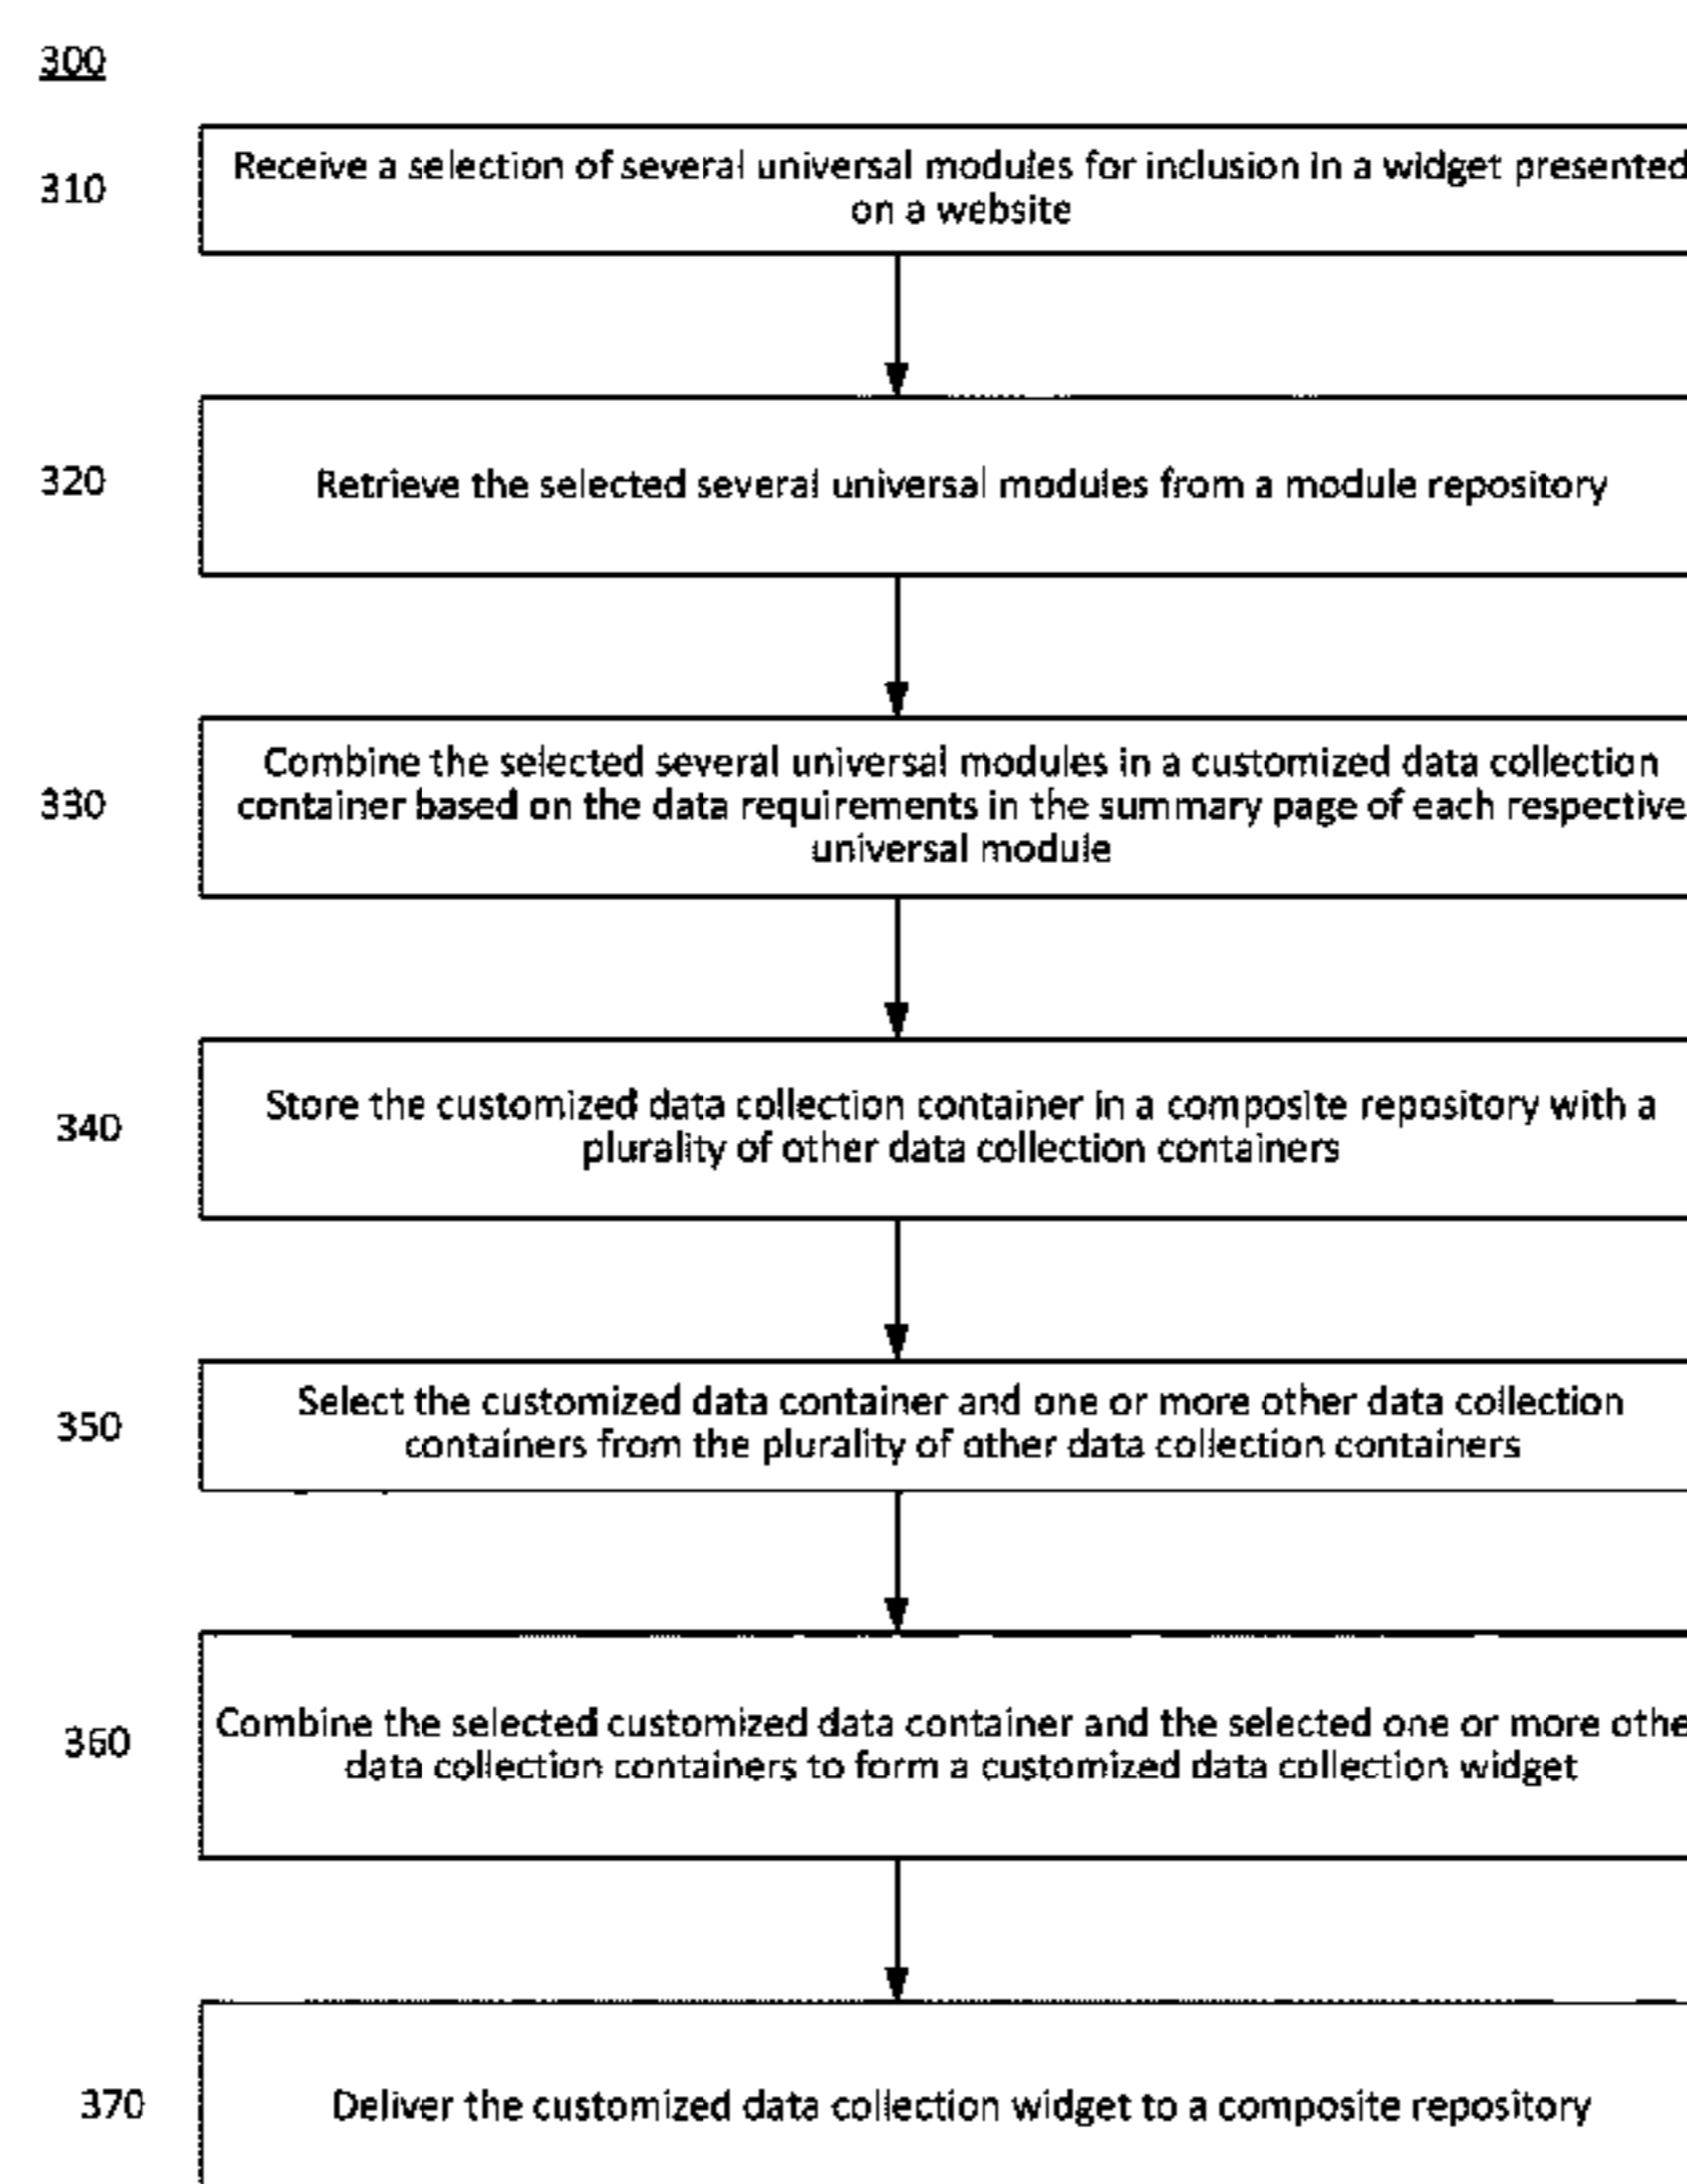 300
310
Receive a selection of several universal modules for inclusion in a widget presented
on a website
320
Retrieve the selected several universal modules from a module repository
330
Combine the selected several universal modules in a customized data collection
container based on the data requirements in the summary page of each respective
universal module
340
Store the customized data collection container in a composite repository with a
plurality of other data collection containers
350
Select the customized data container and one or more other data collection
containers from the plurality of other data collection containers
360
Combine the selected customized data container and the selected one or more othe
data collection containers to form a customized data collection widget
370
Deliver the customized data collection widget to a composite repository